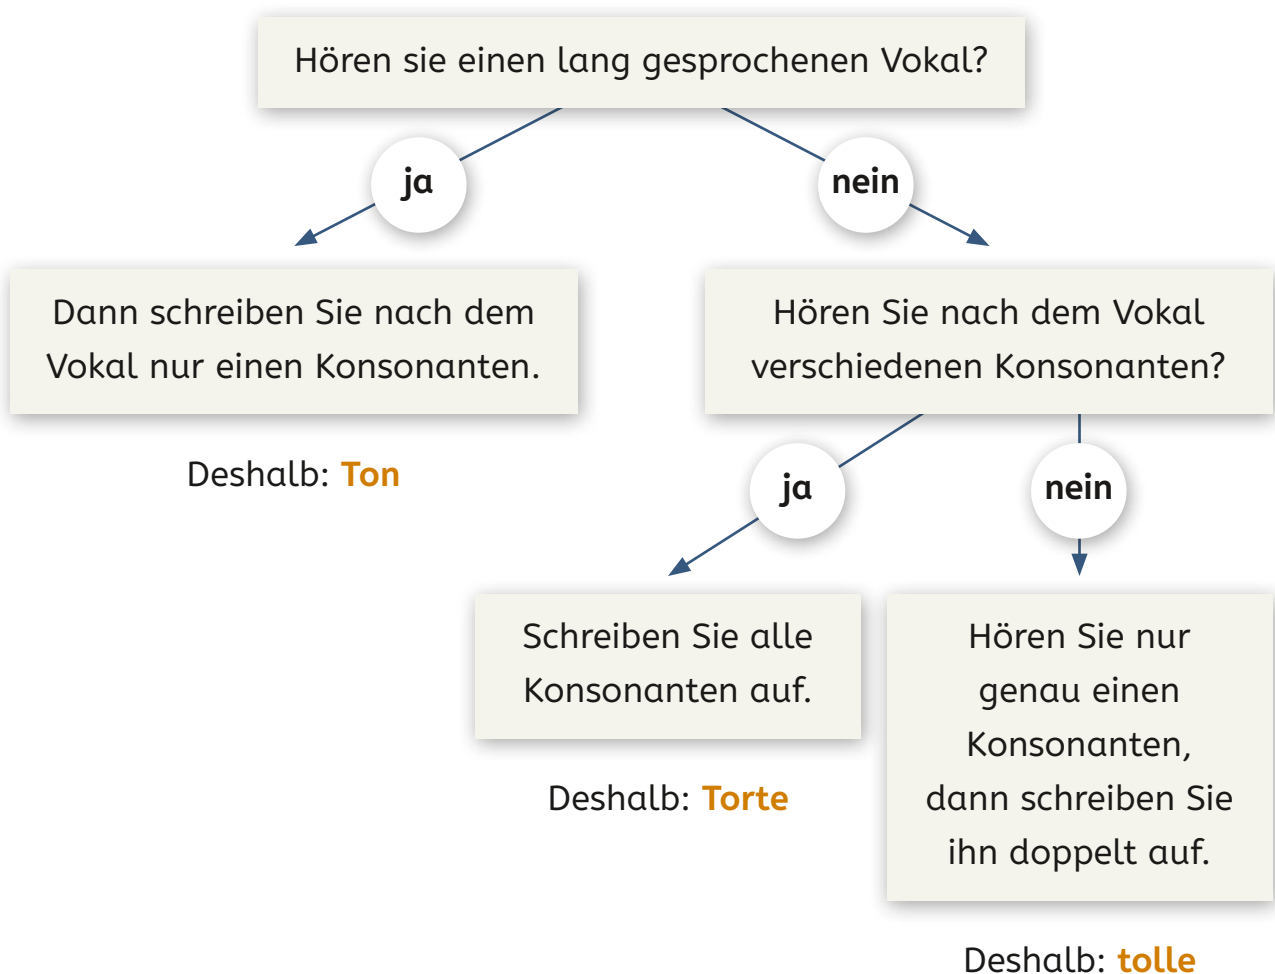 Hören sie einen lang gesprochenen Vokal?
ja
nein
Dann schreiben Sie nach dem
Vokal nur einen Konsonanten.
Deshalb: Ton
Hören Sie nach dem Vokal
verschiedenen Konsonanten?
ja
nein
Schreiben Sie alle
Konsonanten auf.
Deshalb: Torte
Hören Sie nur
genau einen
Konsonanten,
dann schreiben Sie
ihn doppelt auf.
Deshalb: tolle